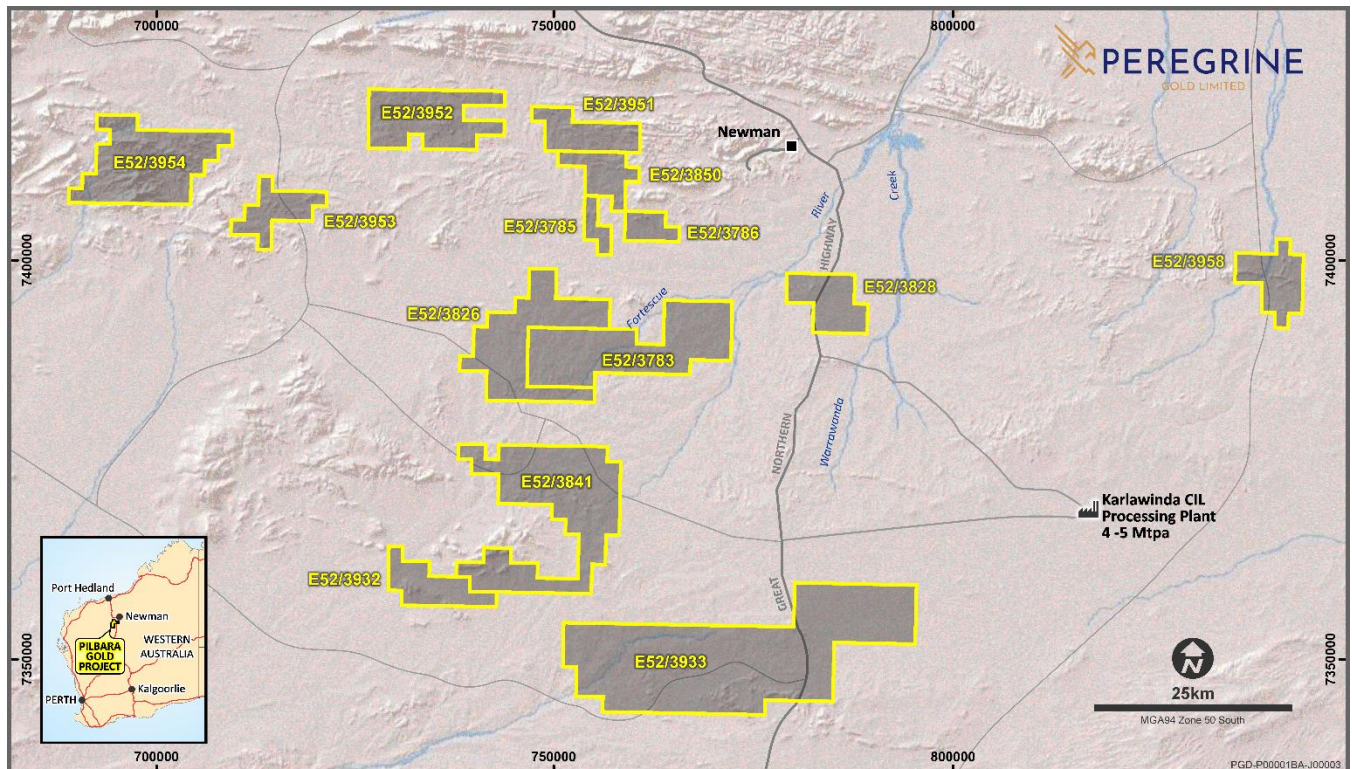 700000
750000
800000
PEREGRINE
GOLD LIMITED
E52/3952
E52/3951
Newman
E52/3954
E52/3850
E52/3953
E52/3785
E52/3786
River
Creek
HIGHWAY
7400000
E52/3958
7400000
E52/3828
E52/3826
Fortescue
E52/3783
Warrawanda
NORTHERN
E52/3841
Karlawinda CIL
Processing Plant
4 -5 Mtpa
E52/3932
GREAT
E52/3933
7350000
7350000
N
25km
MGA94 Zone 50 South
Port Hedland
Newman
PILBARA
GOLD
PROJECT
WESTERN
AUSTRALIA
Kalgoorlie
PERTH
700000
750000
800000
PGD-P00001BA-J00003